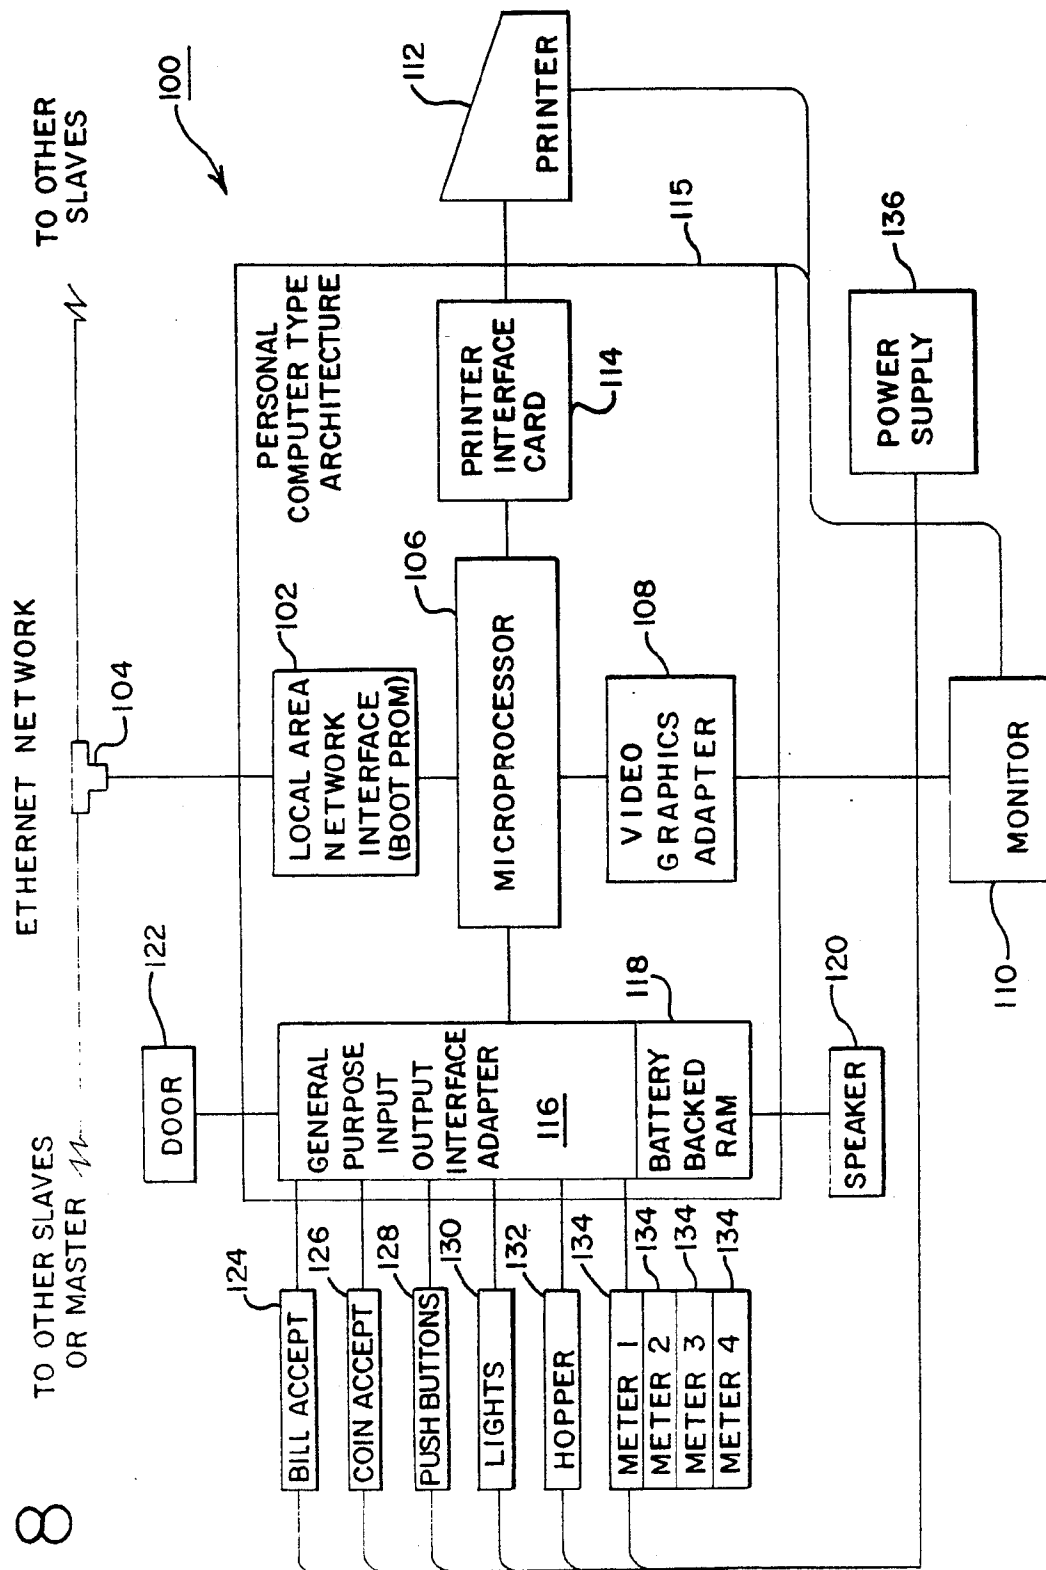 8
TO OTHER SLAVES
OR MASTER
ETHERNET NETWORK
TO OTHER
SLAVES
100
104
122
DOOR
102
LOCAL AREA
NETWORK
INTERFACE
(BOOT PROM)
PERSONAL
COMPUTER TYPE
ARCHITECTURE
112
PRINTER
124
BILL ACCEPT
126
COIN ACCEPT
128
PUSH BUTTONS
130
LIGHTS
132
HOPPER
134
METER 1
134
METER 2
134
METER 3
134
METER 4
GENERAL
PURPOSE
INPUT
OUTPUT
INTERFACE
ADAPTER
116
118
BATTERY
BACKED
RAM
106
MICROPROCESSOR
PRINTER
INTERFACE
CARD
114
115
108
VIDEO
GRAPHICS
ADAPTER
120
SPEAKER
110
MONITOR
136
POWER
SUPPLY